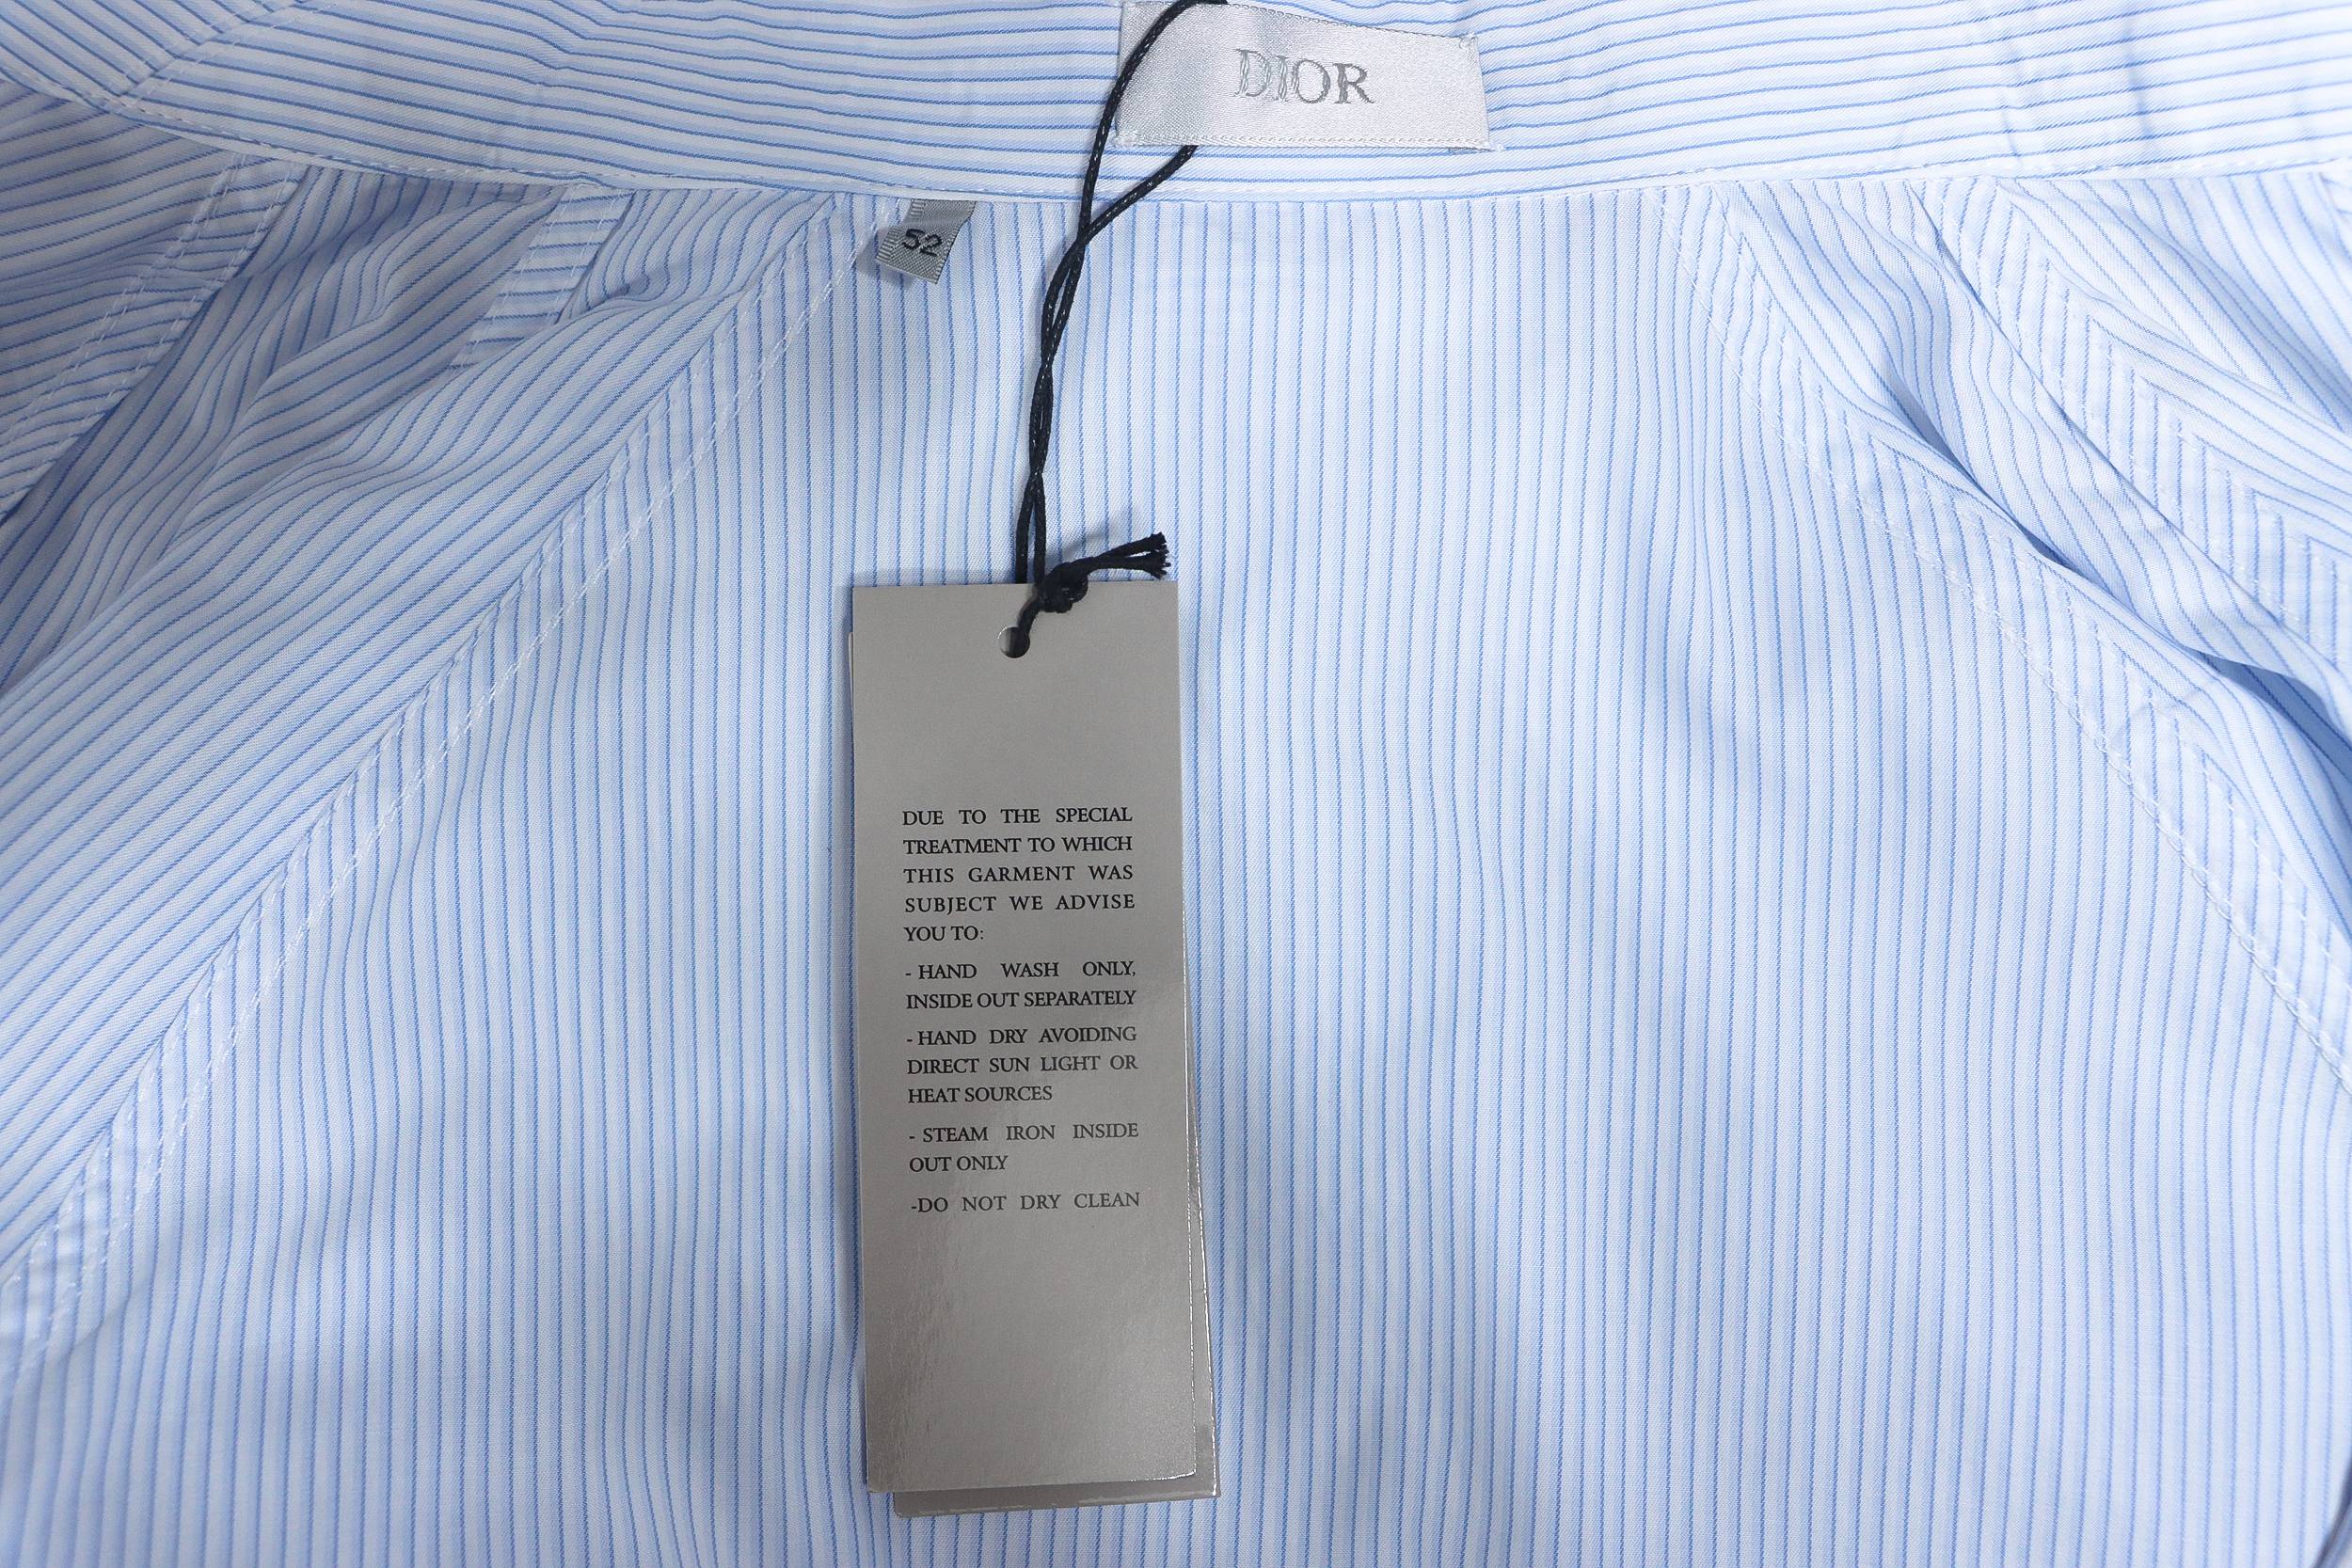 DIOR
52
DUE TO THE SPECIAL
TREATMENT TO WHICH
THIS GARMENT WAS
SUBJECT WE ADVISE
YOU TO:
- HAND WASH ONLY,
INSIDE OUT SEPARATELY
- HAND DRY AVOIDING
DIRECT SUN LIGHT OR
HEAT SOURCES
- STEAM IRON INSIDE
OUT ONLY
-DO NOT DRY CLEAN